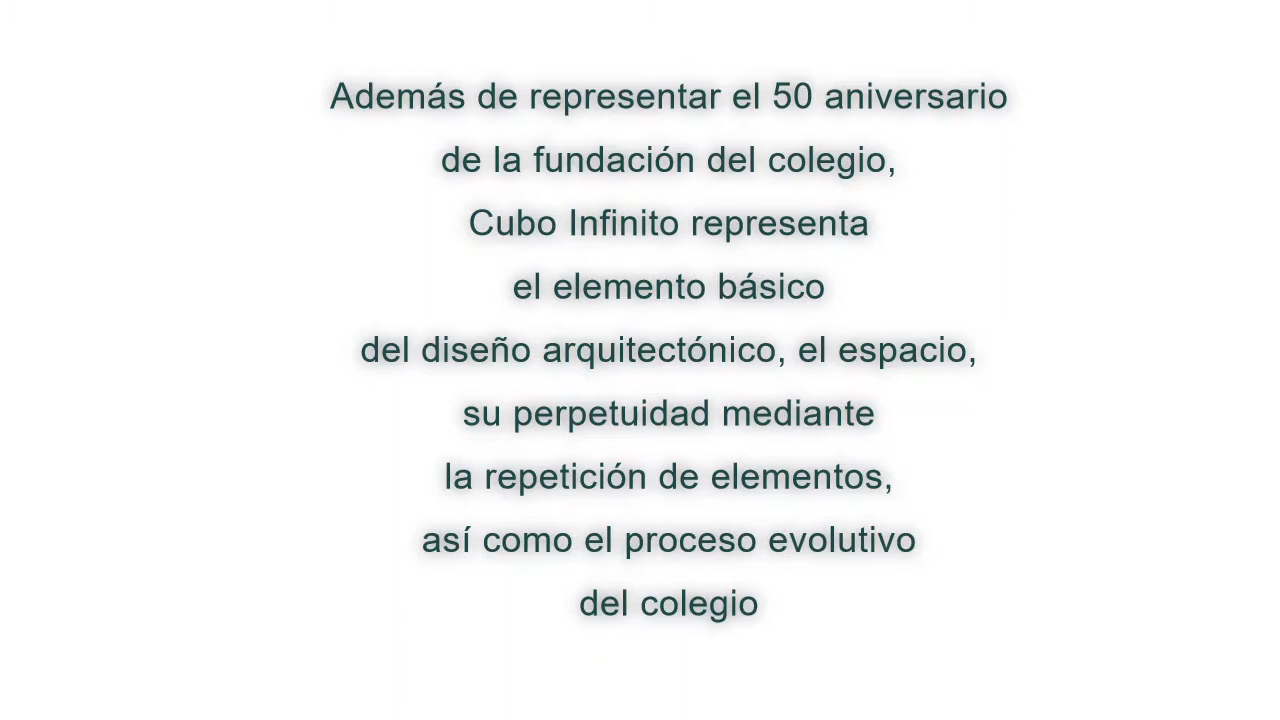 Además de representar el 50 aniversario
de la fundación del colegio,
Cubo Infinito representa
el elemento básico
del diseño arquitectónico, el espacio,
su perpetuidad mediante
la repetición de elementos,
así como el proceso evolutivo
del colegio